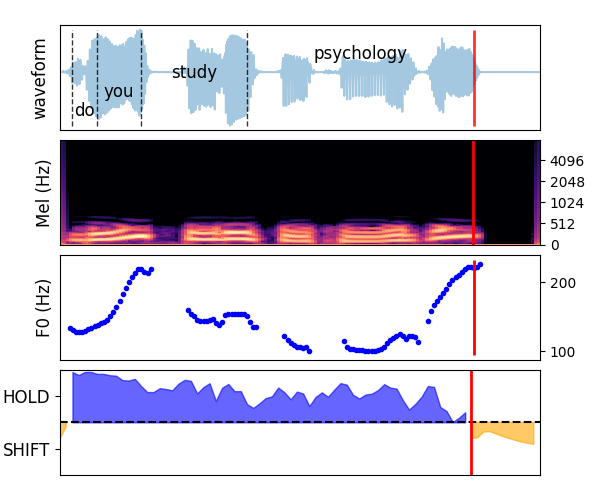 waveform
do
you
study
psychology
Mel (Hz)
4096
2048
1024
512
0
F0 (Hz)
200
100
HOLD
SHIFT